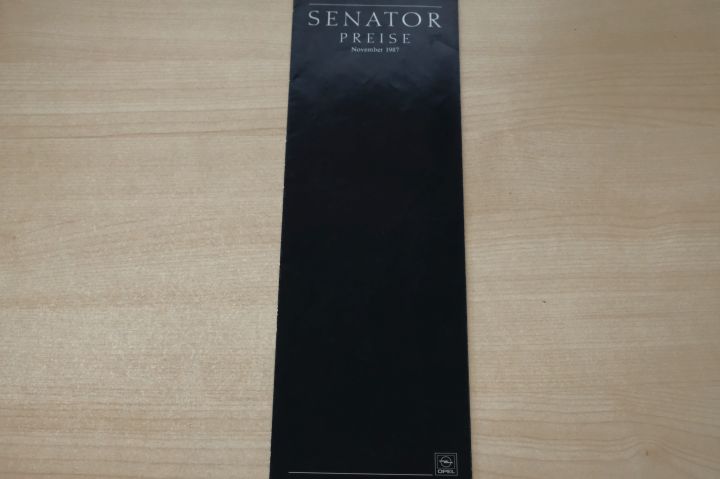 SENATOR
PREISE
November 1987
OPEL